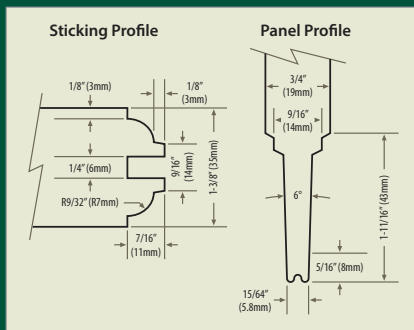 Sticking Profile
Panel Profile
1/8" (3mm)
1/8"
(3mm)
3/4"
(19mm)
9/16"
(14mm)
1/4" (6mm)
9/16"
(14mm)
1-3/8" (35mm)
R9/32" (R7mm)
7/16"
(11mm)
6°
1-11/16" (43mm)
5/16" (8mm)
15/64"
(5.8mm)